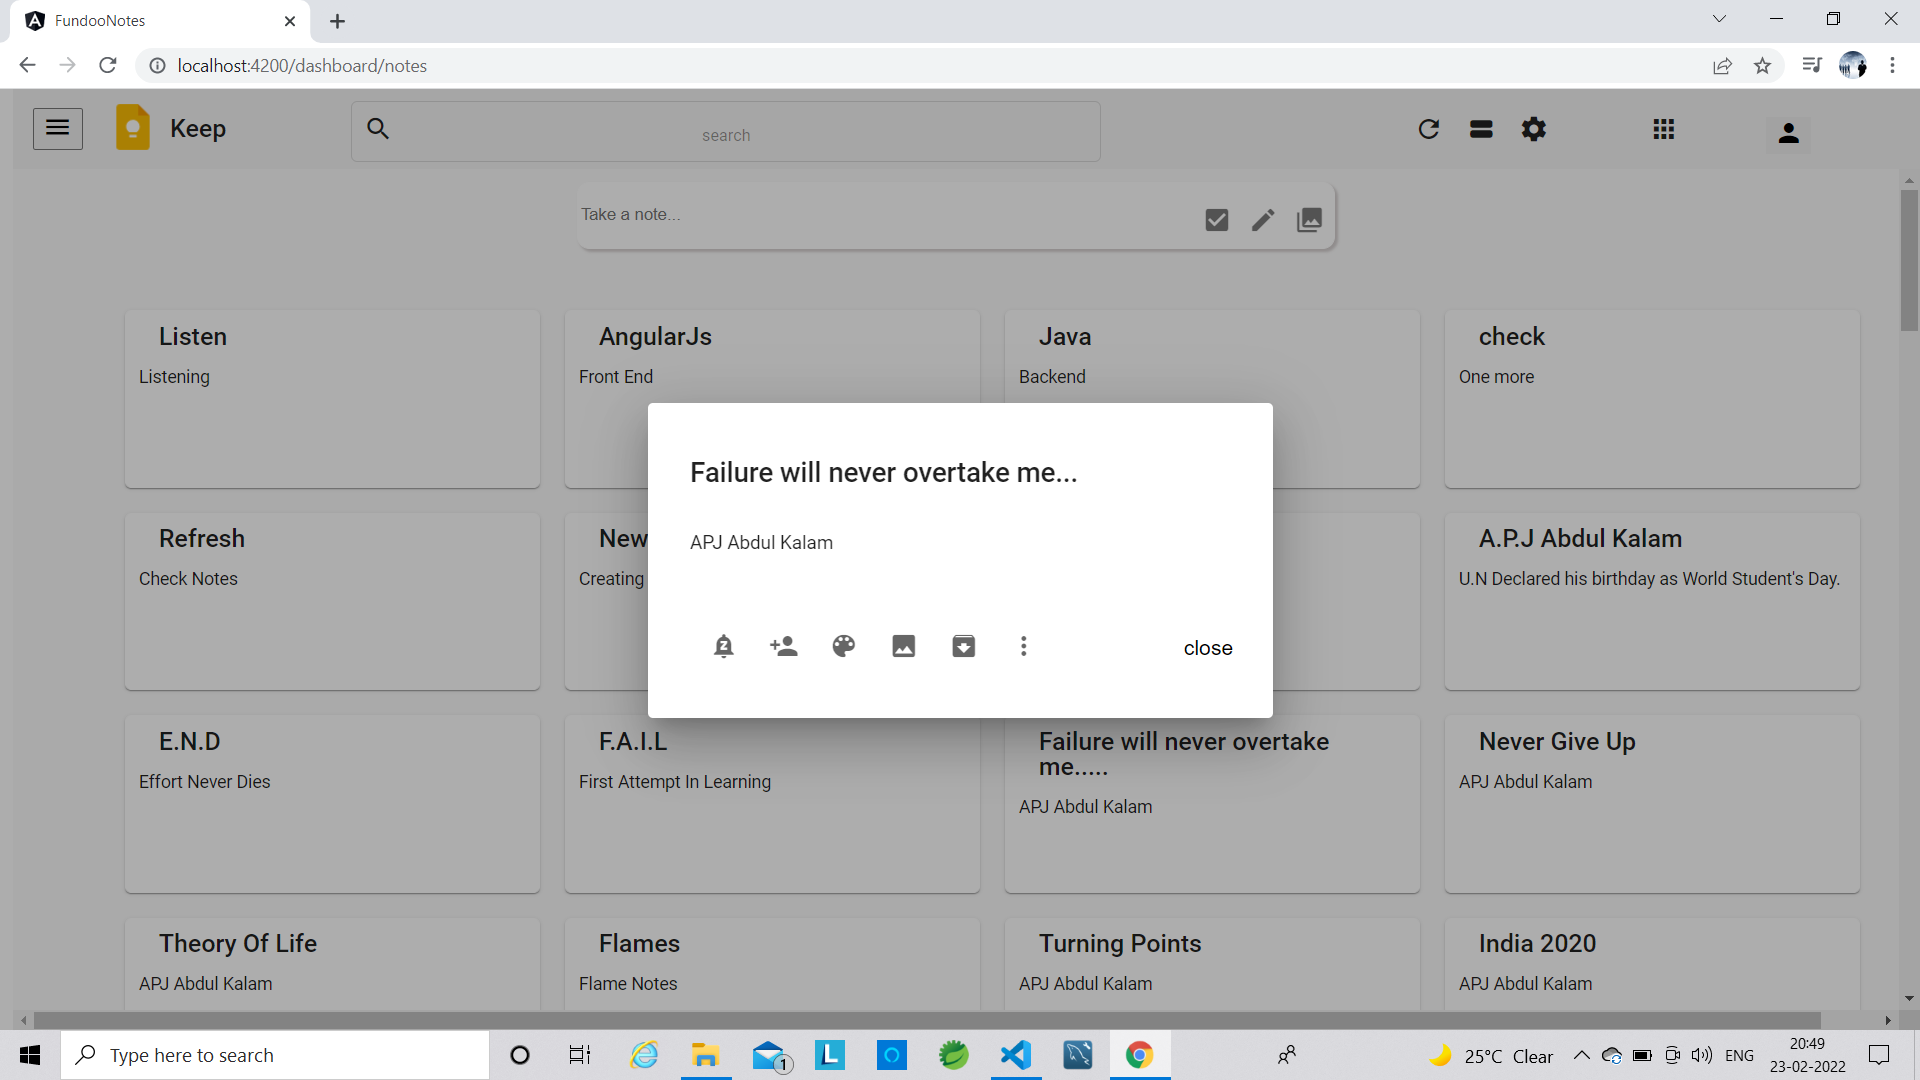 FundooNotes
localhost:4200/dashboard/notes
Keep
search
Take a note...
Listen
Listening
AngularJs
Front End
Java
Backend
check
One more
Failure will never overtake me...
APJ Abdul Kalam
close
Refresh
Check Notes
New
Creating
A.P.J Abdul Kalam
U.N Declared his birthday as World Student's Day.
E.N.D
Effort Never Dies
F.A.I.L
First Attempt In Learning
Failure will never overtake
me.....
APJ Abdul Kalam
Never Give Up
APJ Abdul Kalam
Theory Of Life
APJ Abdul Kalam
Flames
Flame Notes
Turning Points
APJ Abdul Kalam
India 2020
APJ Abdul Kalam
Type here to search
1
L
25°C Clear
ENG
20:49
23-02-2022